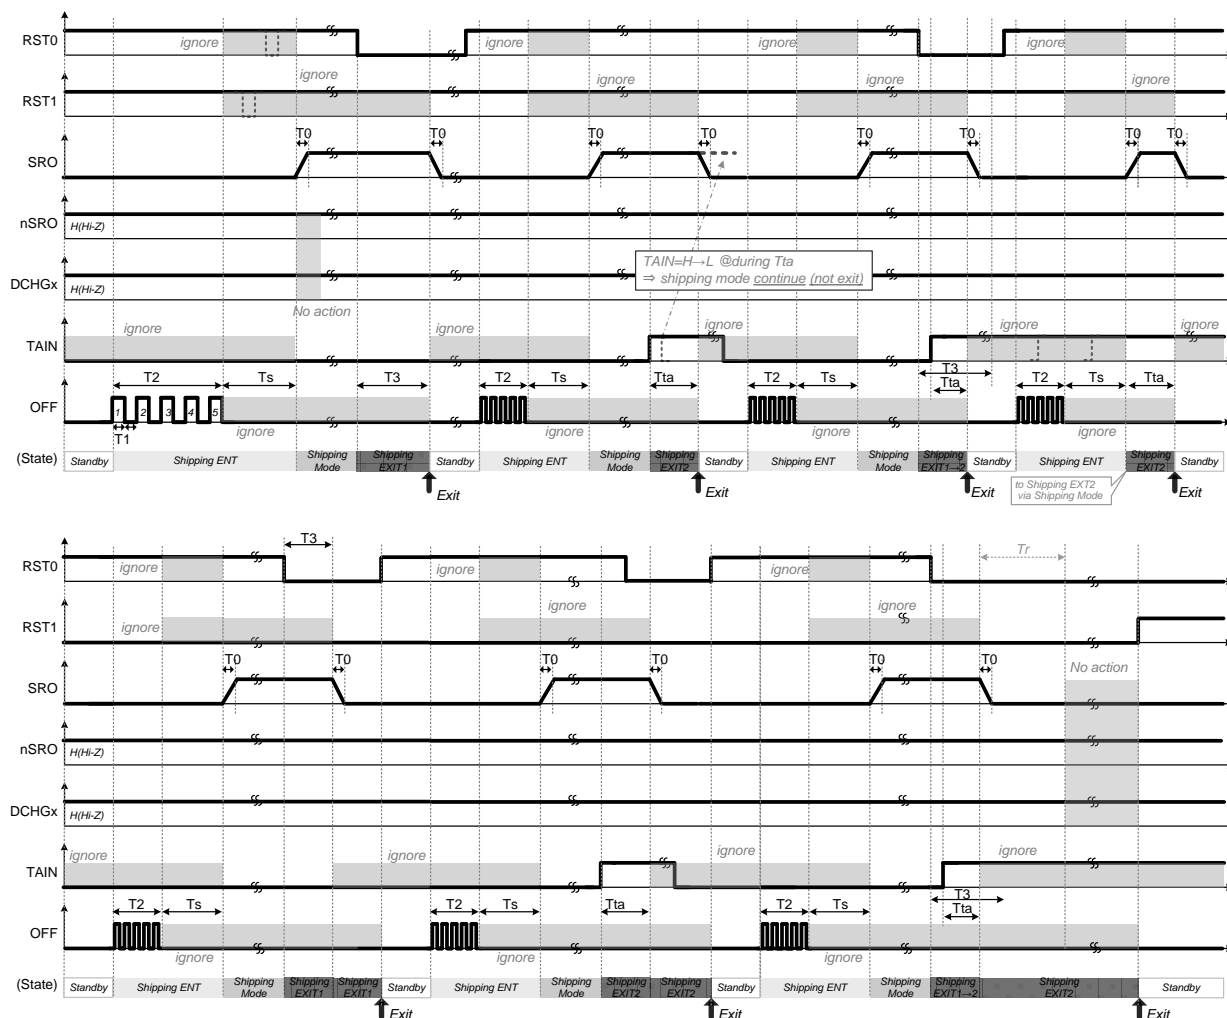 RST0
ignore
ignore
ignore
ignore
ignore
RST1
ignore
ignore
ignore
ignore
SRO
T0
T0
T0
T0
T0
T0
T0
T0
nSRO
H(Hi-Z)
DCHGx
H(Hi-Z)
No action
TAIN=H→L @during Tta
⇒ shipping mode continue (not exit)
TAIN
ignore
ignore
ignore
ignore
ignore
T3
Tta
OFF
T2
Ts
T3
T2
Ts
Tta
T2
Ts
T2
Ts
Tta
1
2
3
4
5
T1
ignore
ignore
ignore
ignore
(State)
Standby
Shipping ENT
Shipping Mode
Shipping EXIT1
Standby
Shipping ENT
Shipping Mode
Shipping EXIT2
Standby
Shipping ENT
Shipping Mode
Shipping EXIT1→2
Standby
Shipping ENT
Shipping EXIT2
Standby
Exit
Exit
Exit
Exit
to Shipping EXT2
via Shipping Mode
RST0
ignore
T3
ignore
ignore
Tr
RST1
ignore
ignore
ignore
SRO
T0
T0
T0
T0
T0
T0
No action
nSRO
H(Hi-Z)
DCHGx
H(Hi-Z)
TAIN
ignore
ignore
ignore
ignore
T3
Tta
OFF
T2
Ts
T2
Ts
Tta
T2
Ts
ignore
ignore
ignore
(State)
Standby
Shipping ENT
Shipping Mode
Shipping EXIT1
Shipping EXIT1
Standby
Shipping ENT
Shipping Mode
Shipping EXIT2
Shipping EXIT2
Standby
Shipping ENT
Shipping Mode
Shipping EXIT1→2
Shipping EXIT2
Standby
Exit
Exit
Exit